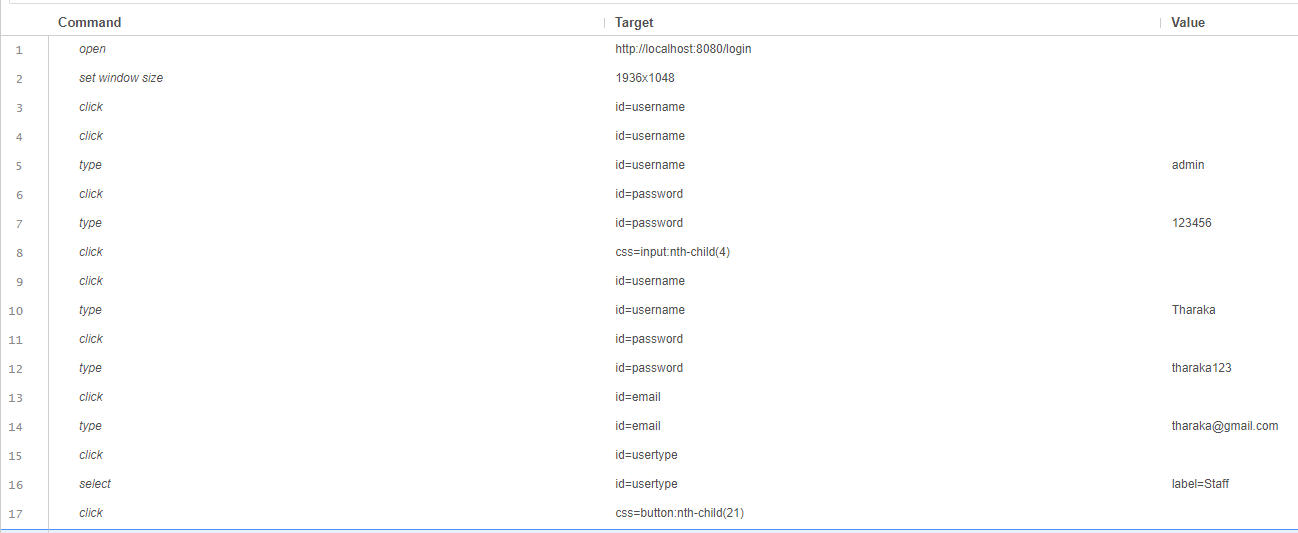 Command Target Value
1 open http://localhost:8080/login
2 set window size 1936x1048
3 click id=username
4 click id=username
5 type id=username admin
6 click id=password
7 type id=password 123456
8 click css=input:nth-child(4)
9 click id=username
10 type id=username Tharaka
11 click id=password
12 type id=password tharaka123
13 click id=email
14 type id=email tharaka@gmail.com
15 click id=usertype
16 select id=usertype label=Staff
17 click css=button:nth-child(21)